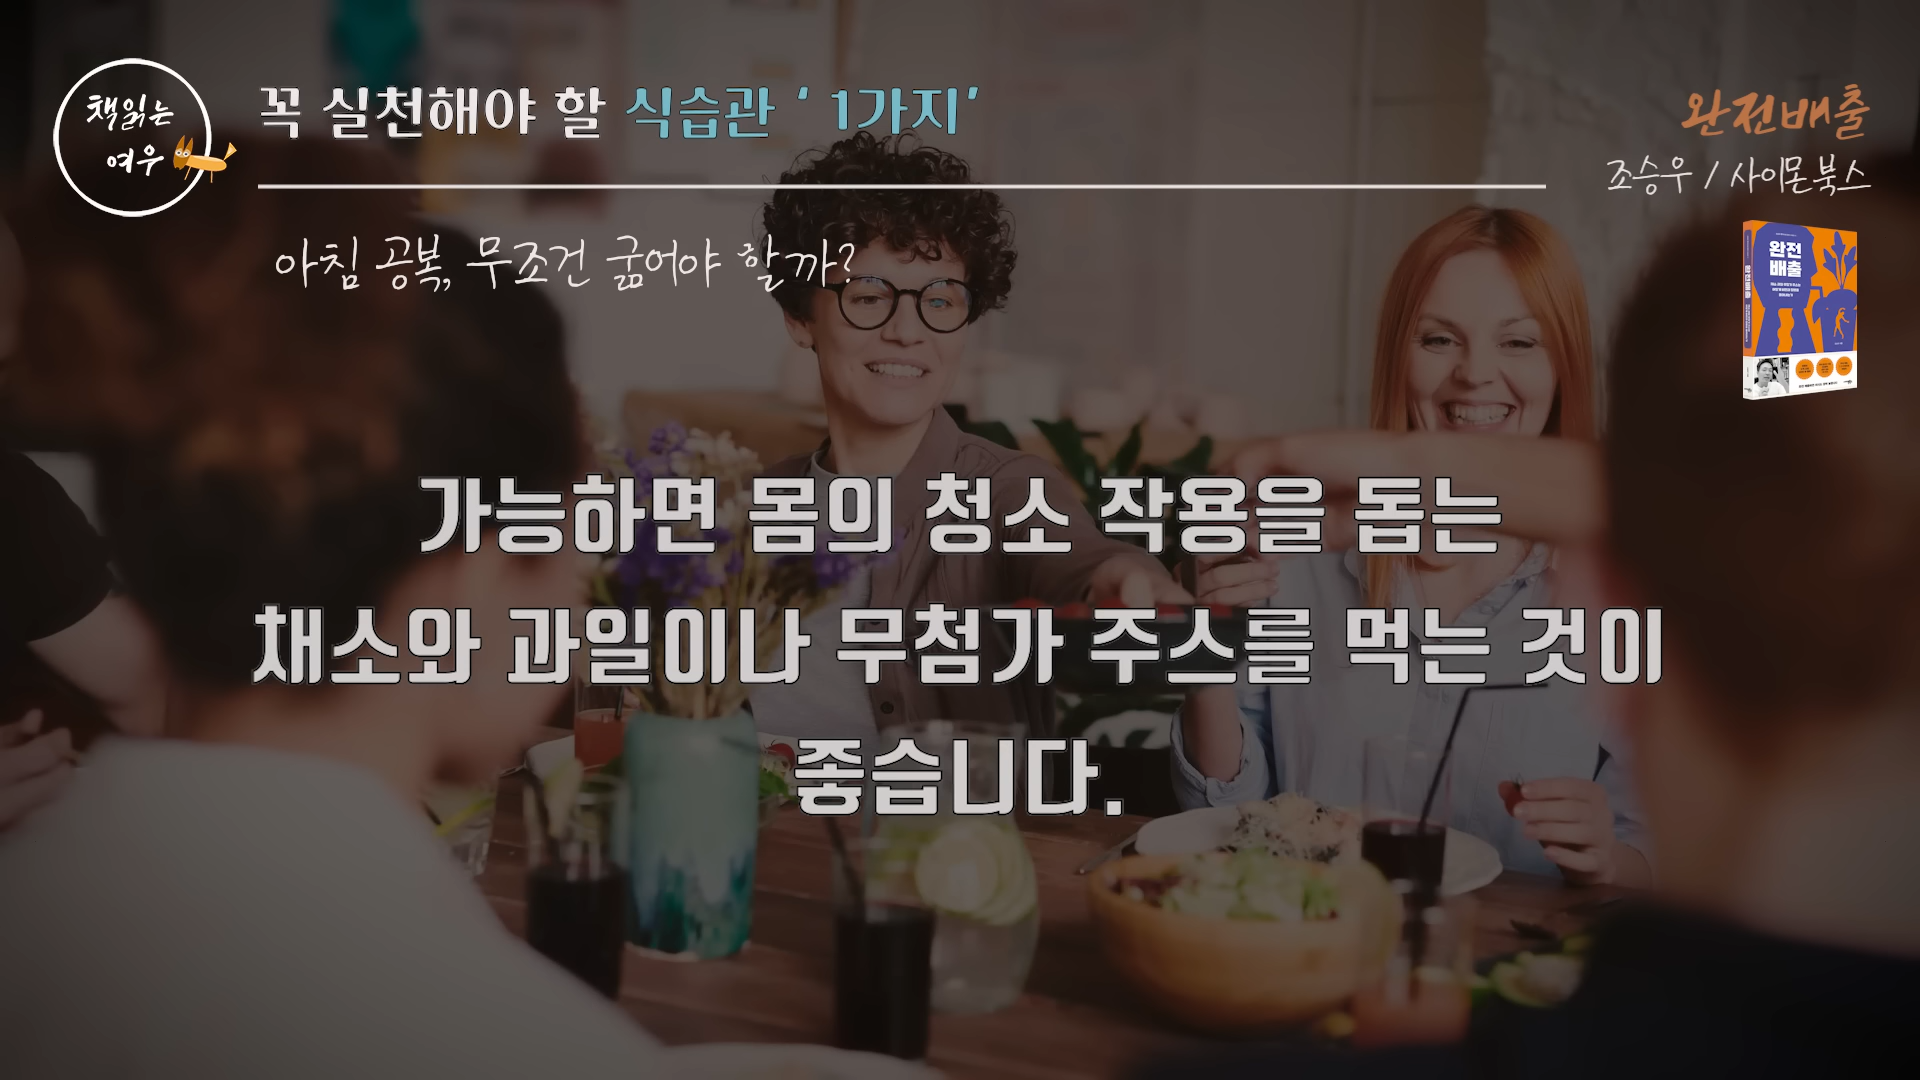 책읽는
여우
꼭 실천해야 할 식습관 ‘ 1가지’
완전배출
조승우 / 사이몬북스
아침 공복, 무조건 굶어야 할까?
완전
배출
가능하면 몸의 청소 작용을 돕는
채소와 과일이나 무첨가 주스를 먹는 것이
좋습니다.